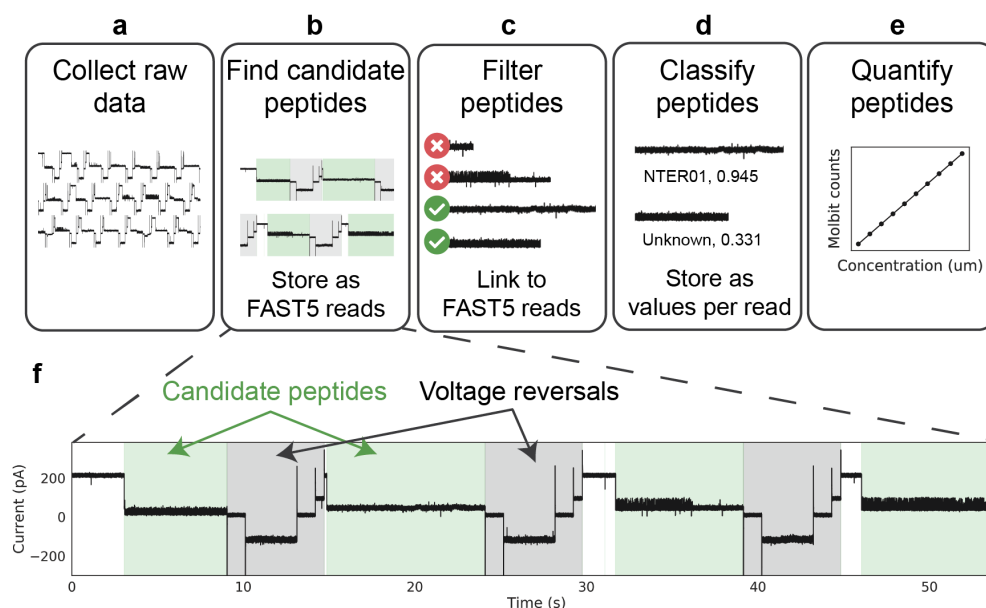 a
Collect raw
data
b
Find candidate
peptides
Store as
FAST5 reads
c
Filter
peptides
Link to
FAST5 reads
d
Classify
peptides
NTER01, 0.945
Unknown, 0.331
Store as
values per read
e
Quantify
peptides
Molbit counts
Concentration (um)
f
Candidate peptides
Voltage reversals
Current (pA)
200
0
−200
0
10
20
30
40
50
Time (s)